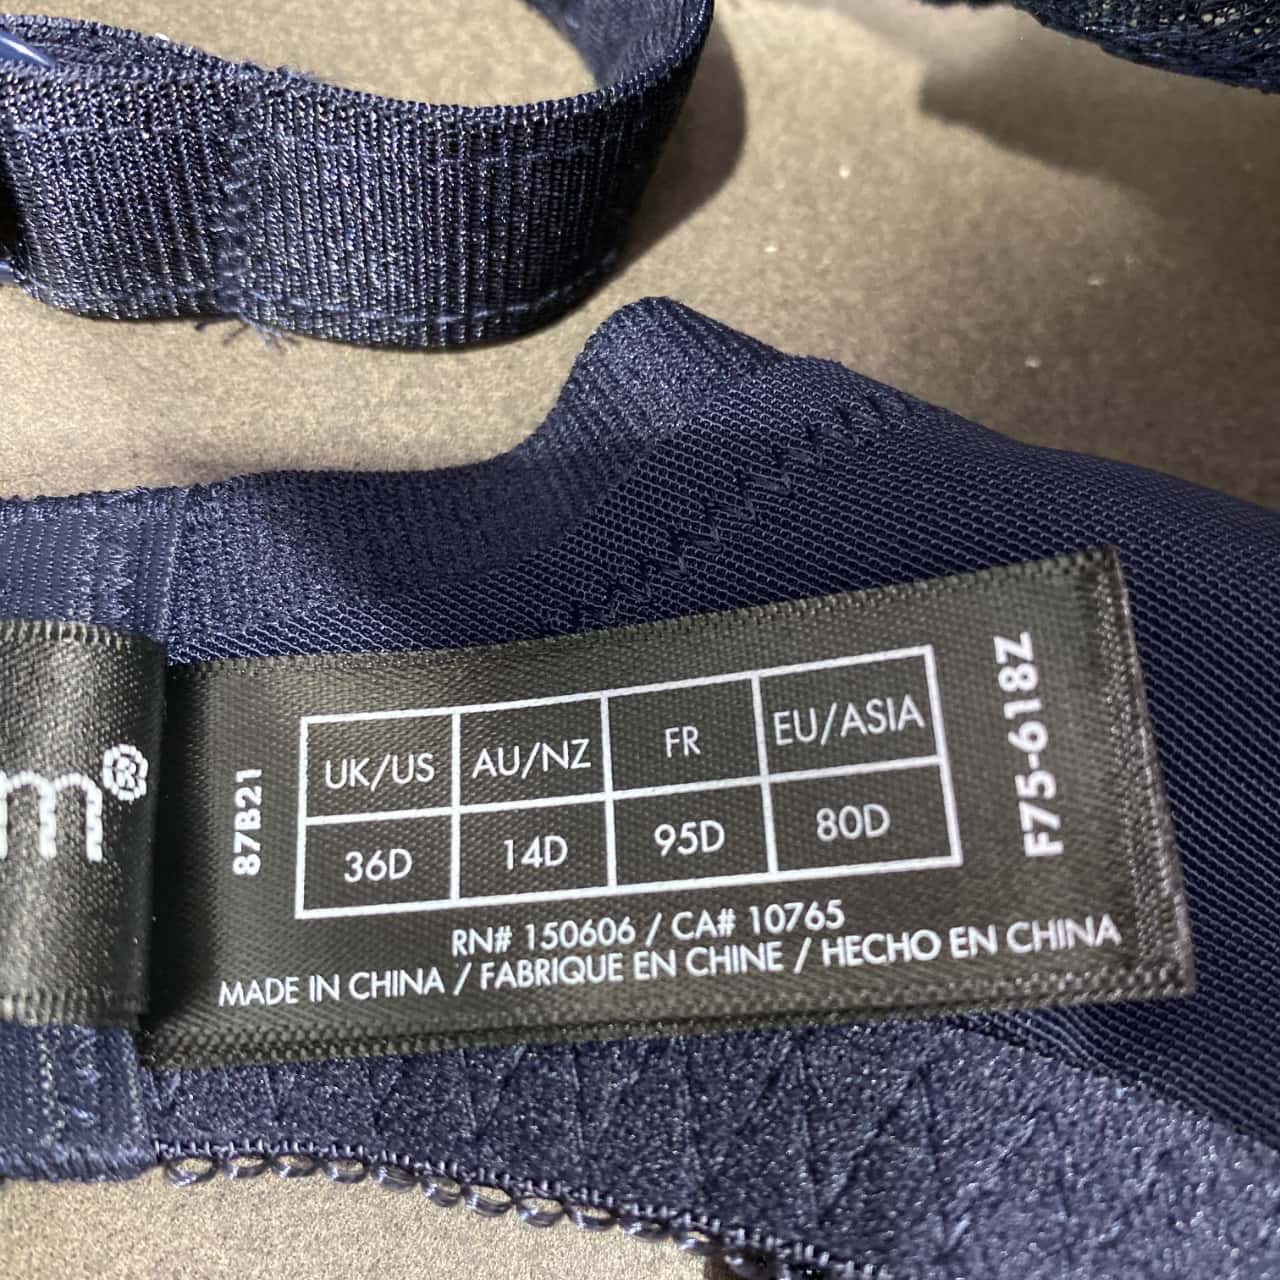 m®
87B21
UK/US AU/NZ FR EU/ASIA
36D 14D 95D 80D
F75-618Z
RN# 150606 / CA# 10765
MADE IN CHINA / FABRIQUE EN CHINE / HECHO EN CHINA